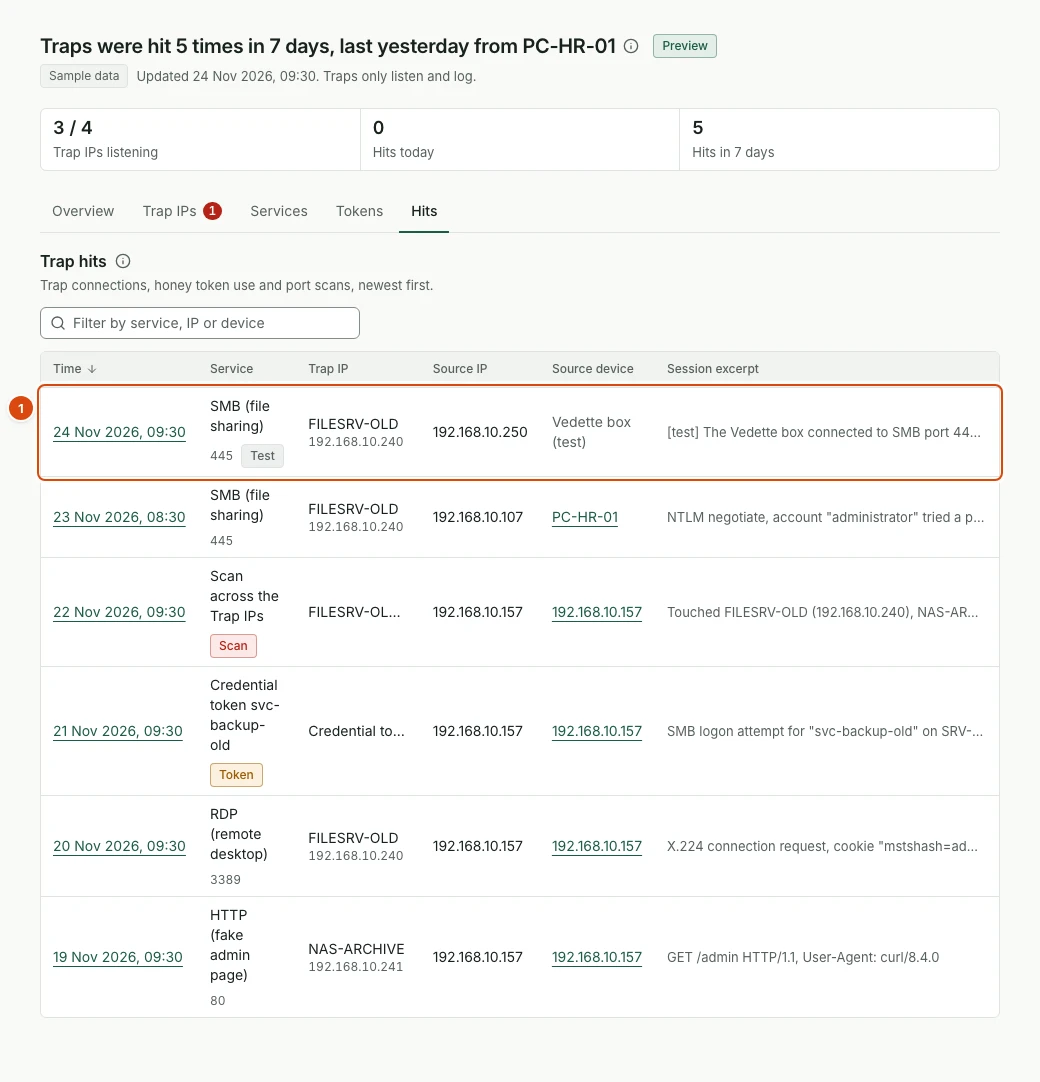 Traps were hit 5 times in 7 days, last yesterday from PC-HR-01
Preview
Sample data
Updated 24 Nov 2026, 09:30. Traps only listen and log.
3 / 4
Trap IPs listening
0
Hits today
5
Hits in 7 days
Overview
Trap IPs 1
Services
Tokens
Hits
Trap hits
Trap connections, honey token use and port scans, newest first.
Filter by service, IP or device
Time ↓
Service
Trap IP
Source IP
Source device
Session excerpt
1
24 Nov 2026, 09:30
SMB (file
sharing)
445 Test
FILESRV-OLD
192.168.10.240
192.168.10.250
Vedette box
(test)
[test] The Vedette box connected to SMB port 44...
23 Nov 2026, 08:30
SMB (file
sharing)
445
FILESRV-OLD
192.168.10.240
192.168.10.107
PC-HR-01
NTLM negotiate, account "administrator" tried a p...
22 Nov 2026, 09:30
Scan
across the
Trap IPs
Scan
FILESRV-OL...
192.168.10.157
192.168.10.157
Touched FILESRV-OLD (192.168.10.240), NAS-AR...
21 Nov 2026, 09:30
Credential
token svc-
backup-
old
Token
Credential to...
192.168.10.157
192.168.10.157
SMB logon attempt for "svc-backup-old" on SRV-...
20 Nov 2026, 09:30
RDP
(remote
desktop)
3389
FILESRV-OLD
192.168.10.240
192.168.10.157
192.168.10.157
X.224 connection request, cookie "mstshash=ad...
19 Nov 2026, 09:30
HTTP
(fake
admin
page)
80
NAS-ARCHIVE
192.168.10.241
192.168.10.157
192.168.10.157
GET /admin HTTP/1.1, User-Agent: curl/8.4.0